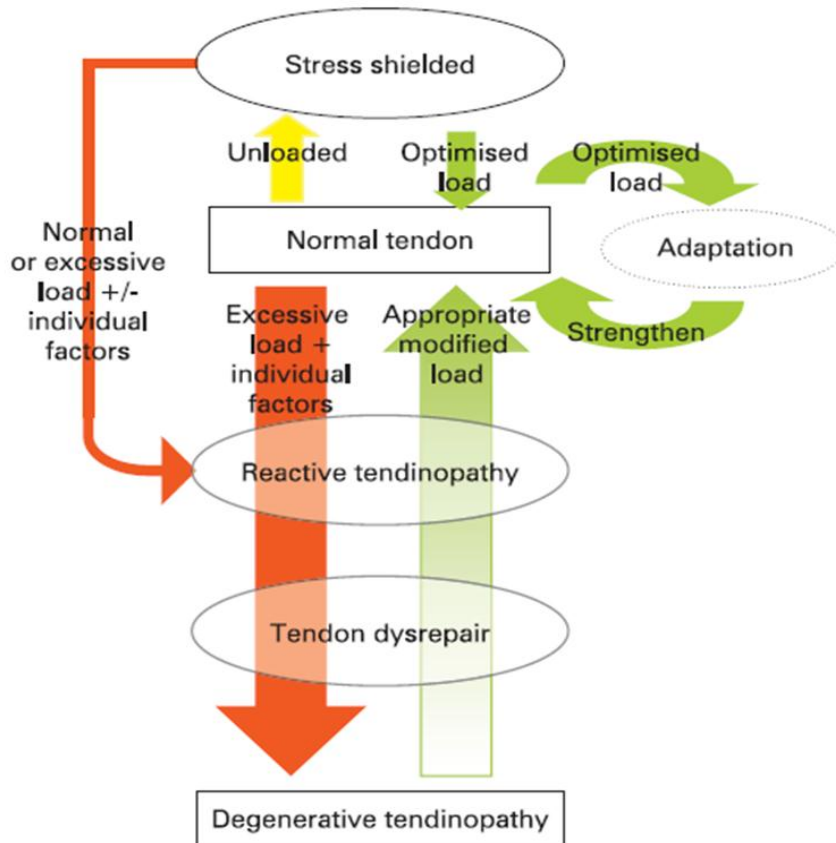 Stress shielded
Unloaded
Optimised
load
Optimised
load
Normal tendon
Adaptation
Normal
or excessive
load +/-
individual
factors
Excessive
load +
individual
factors
Appropriate
modified
load
Strengthen
Reactive tendinopathy
Tendon dysrepair
Degenerative tendinopathy